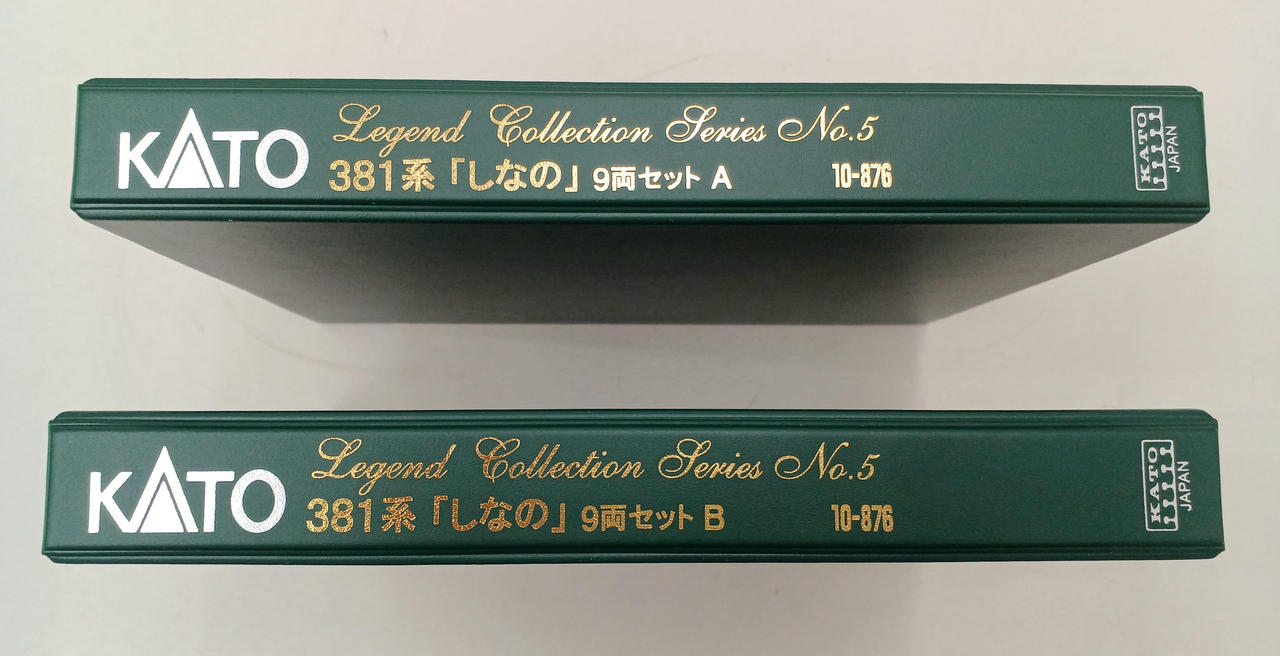 KATO
Legend Collection Series No.5
381系「しなの」9両セット A 10-876
KATO
JAPAN
KATO
Legend Collection Series No.5
381系「しなの」9両セット B 10-876
KATO
JAPAN